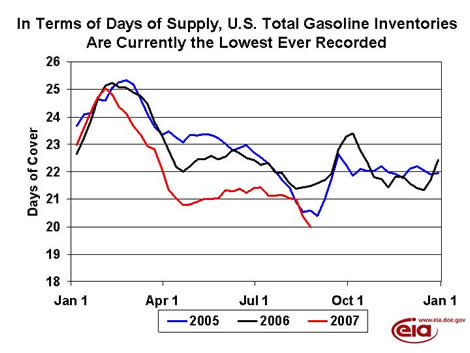 In Terms of Days of Supply, U.S. Total Gasoline Inventories
Are Currently the Lowest Ever Recorded
Days of Cover
26
25
24
23
22
21
20
19
18
Jan 1
Apr 1
Jul 1
Oct 1
Jan 1
2005
2006
2007
eia
www.eia.doe.gov